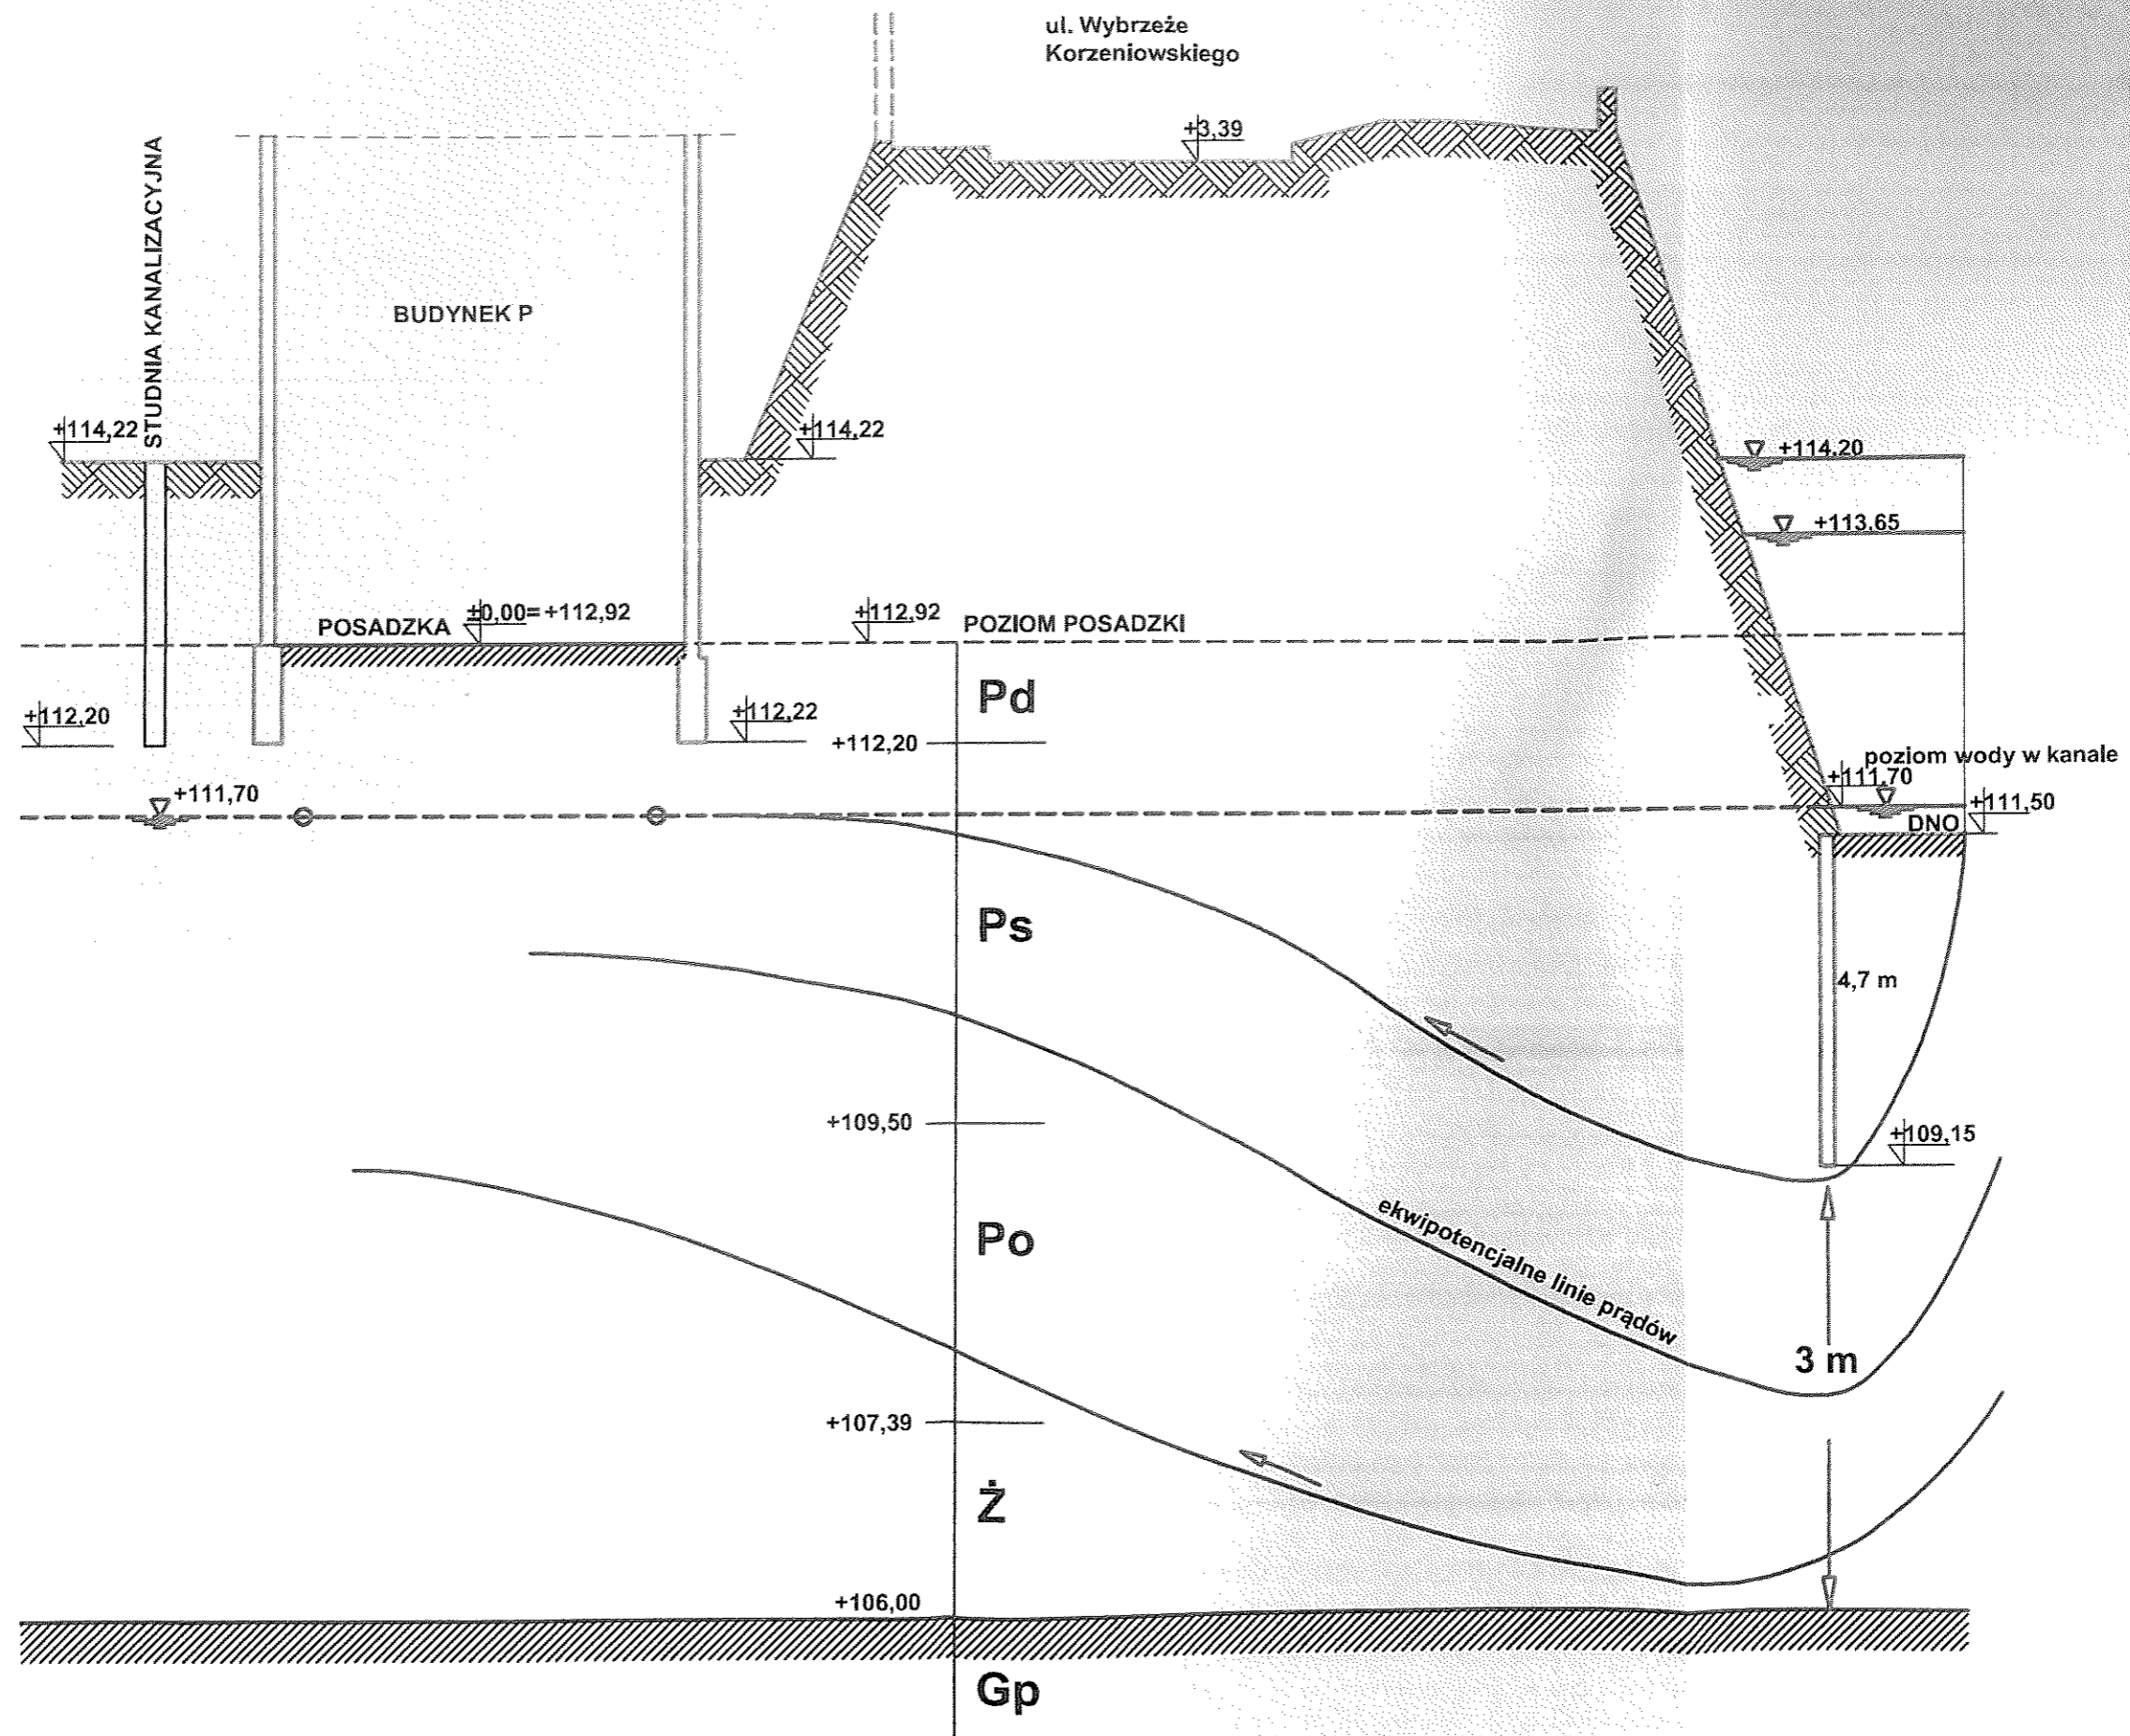 ul. Wybrzeże
Korzeniowskiego
+3,39
STUDNIA KANALIZACYJNA
BUDYNEK P
+114,22
+114,22
+114,20
+113,65
POSADZKA
±0,00=+112,92
+112,92
POZIOM POSADZKI
Pd
+112,20
+112,22
+112,20
poziom wody w kanale
+111,70
+111,70
+111,50
DNO
Ps
4,7 m
+109,50
+109,15
Po
ekwipotencjalne linie prądów
3 m
+107,39
Ż
+106,00
Gp